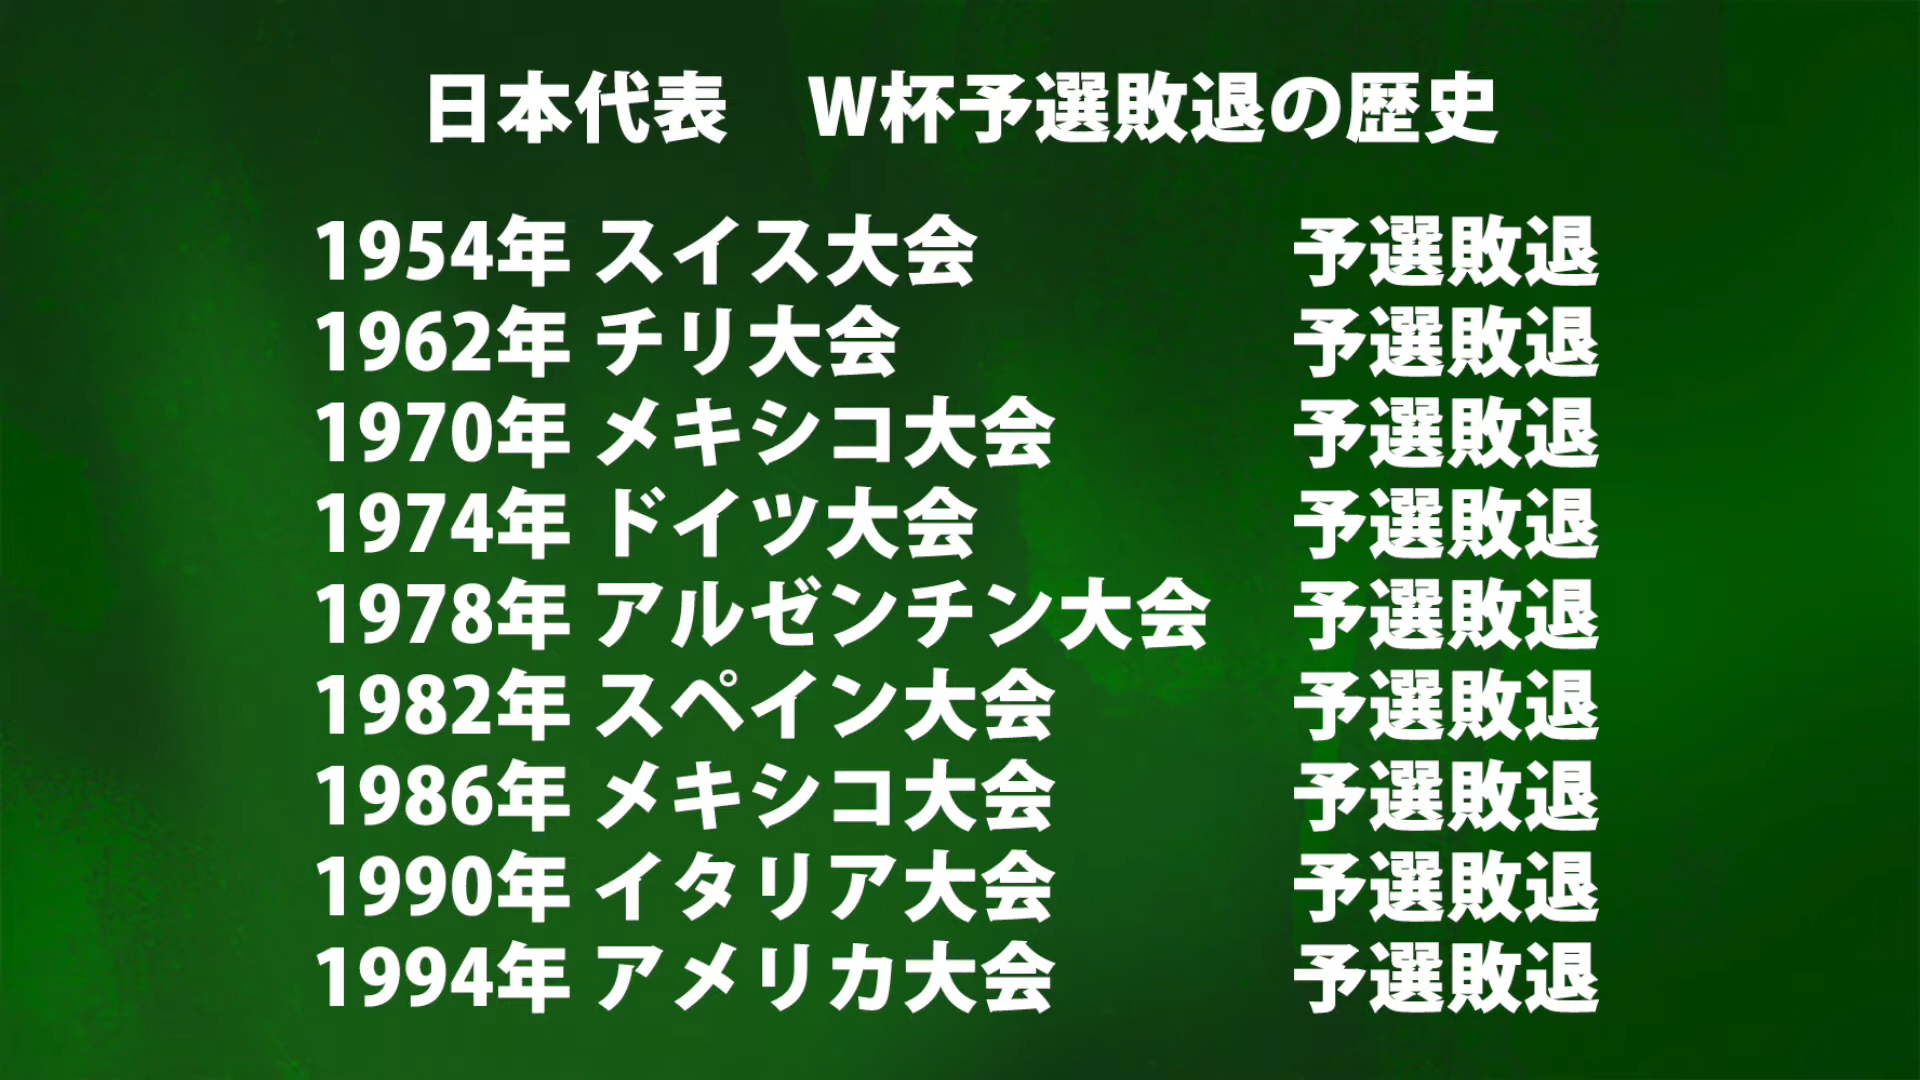 日本代表　W杯予選敗退の歴史
1954年 スイス大会 予選敗退
1962年 チリ大会 予選敗退
1970年 メキシコ大会 予選敗退
1974年 ドイツ大会 予選敗退
1978年 アルゼンチン大会 予選敗退
1982年 スペイン大会 予選敗退
1986年 メキシコ大会 予選敗退
1990年 イタリア大会 予選敗退
1994年 アメリカ大会 予選敗退